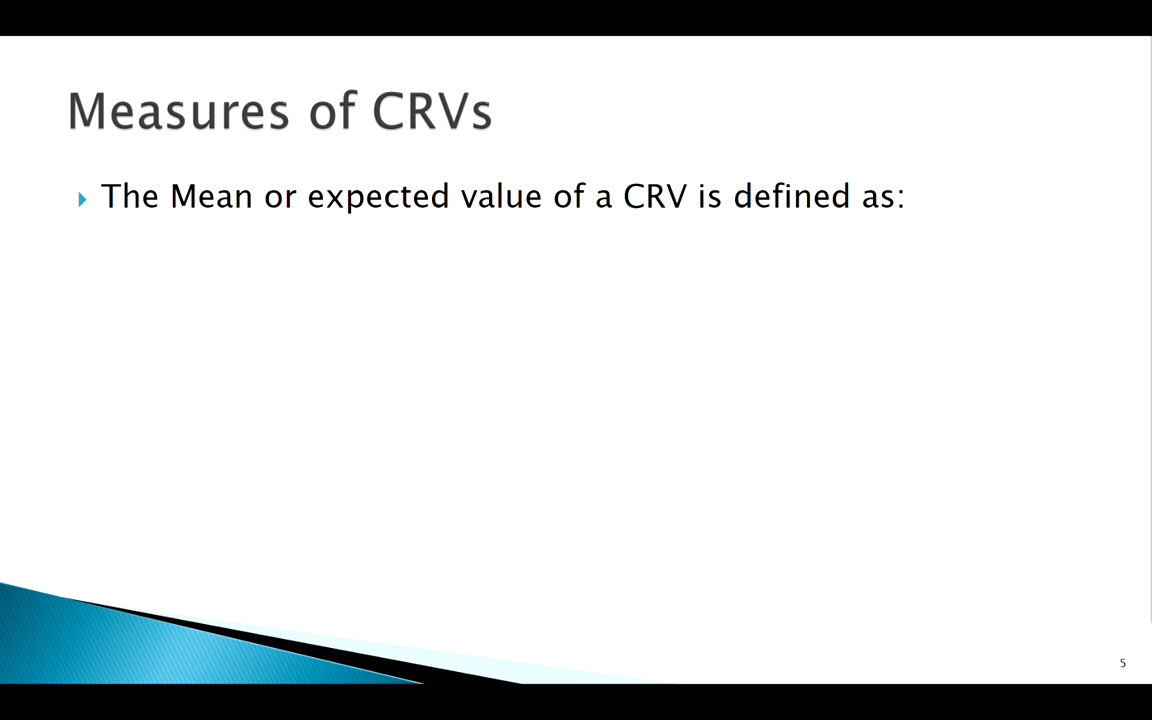 Measures of CRVs
The Mean or expected value of a CRV is defined as:
5